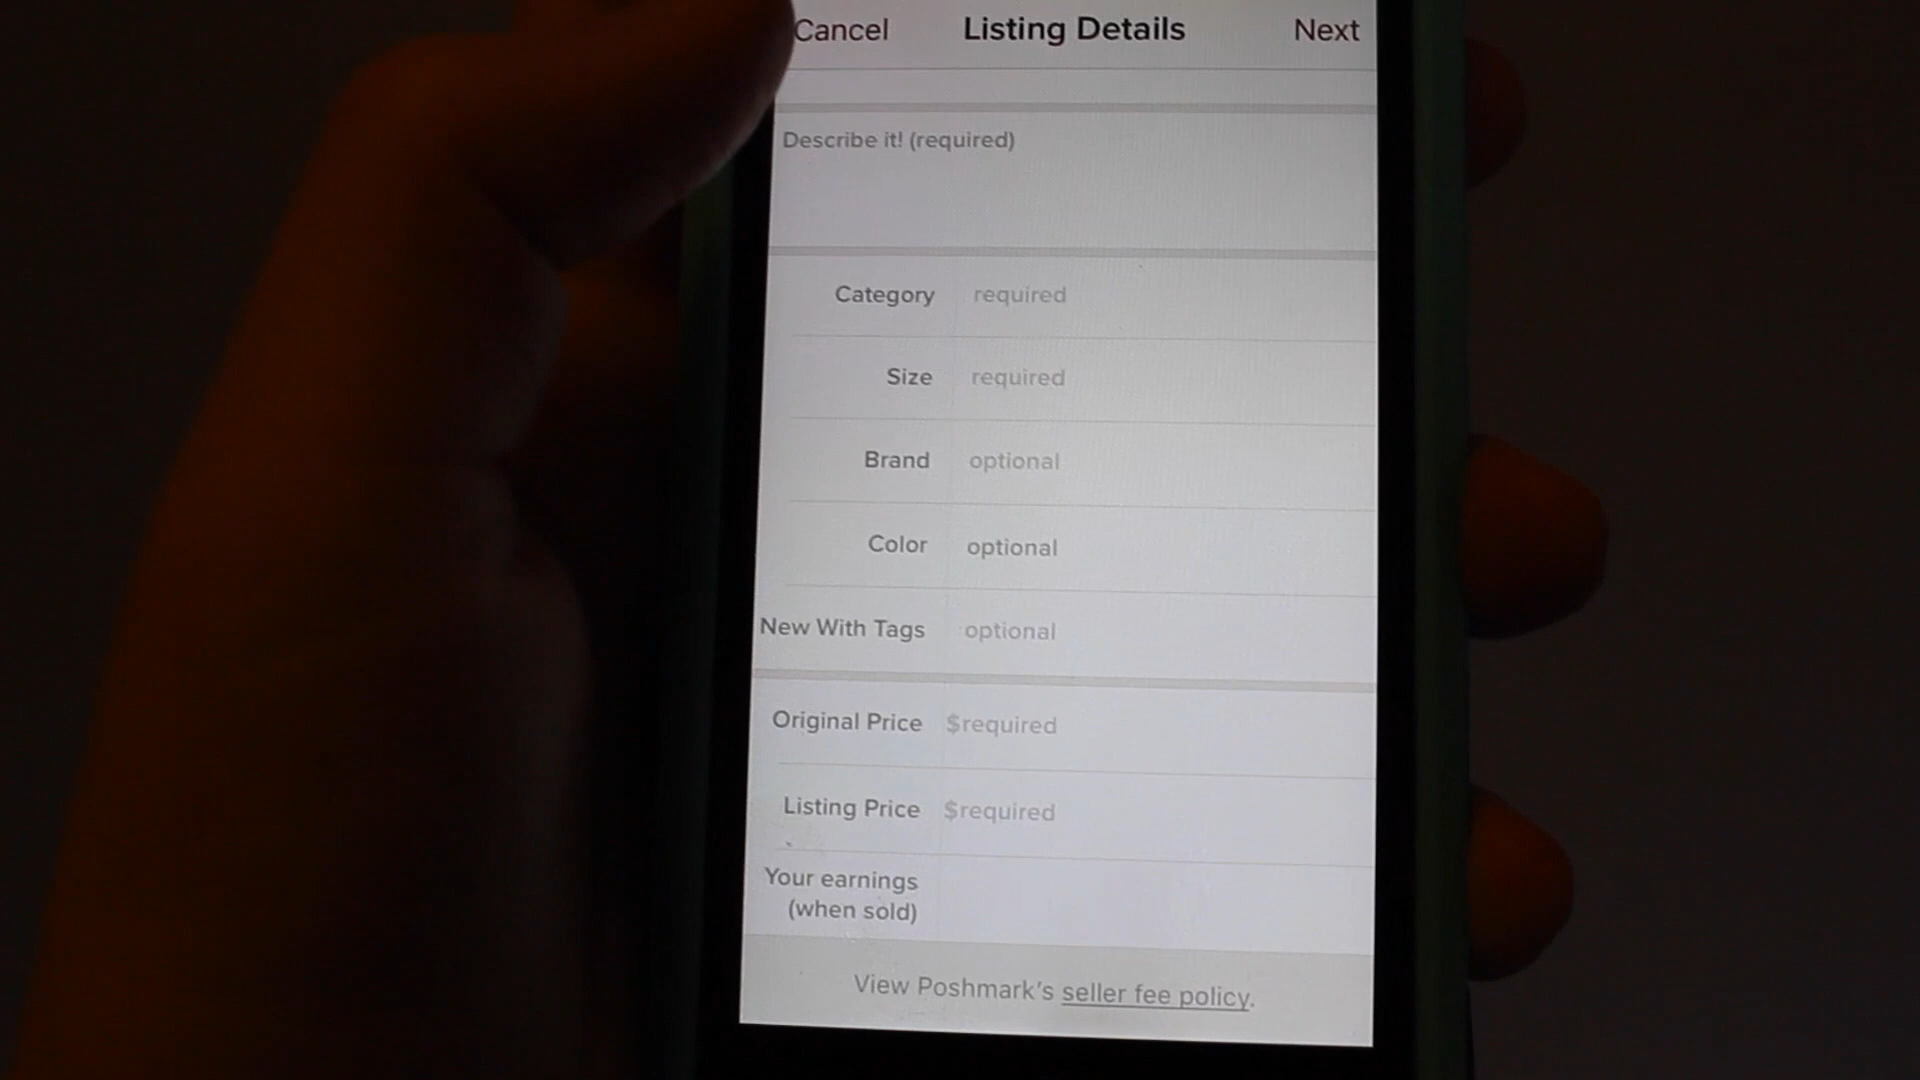 Cancel Listing Details Next
Describe it! (required)
Category required
Size required
Brand optional
Color optional
New With Tags optional
Original Price $required
Listing Price $required
Your earnings
(when sold)
View Poshmark's seller fee policy.